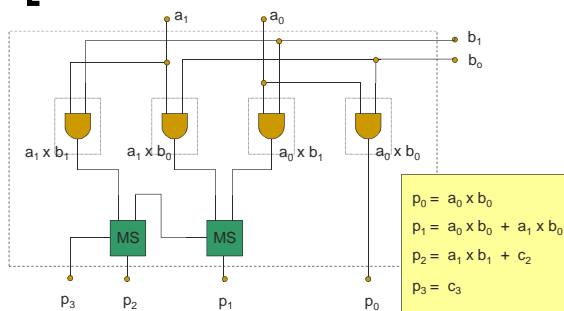 a₁ a₀
b₁
bₒ
a₁ x b₁ a₁ x b₀ a₀ x b₁ a₀ x b₀
MS MS
p₃ p₂ p₁ p₀
p₀ = a₀ x b₀
p₁ = a₀ x b₀ + a₁ x b₀
p₂ = a₁ x b₁ + c₂
p₃ = c₃